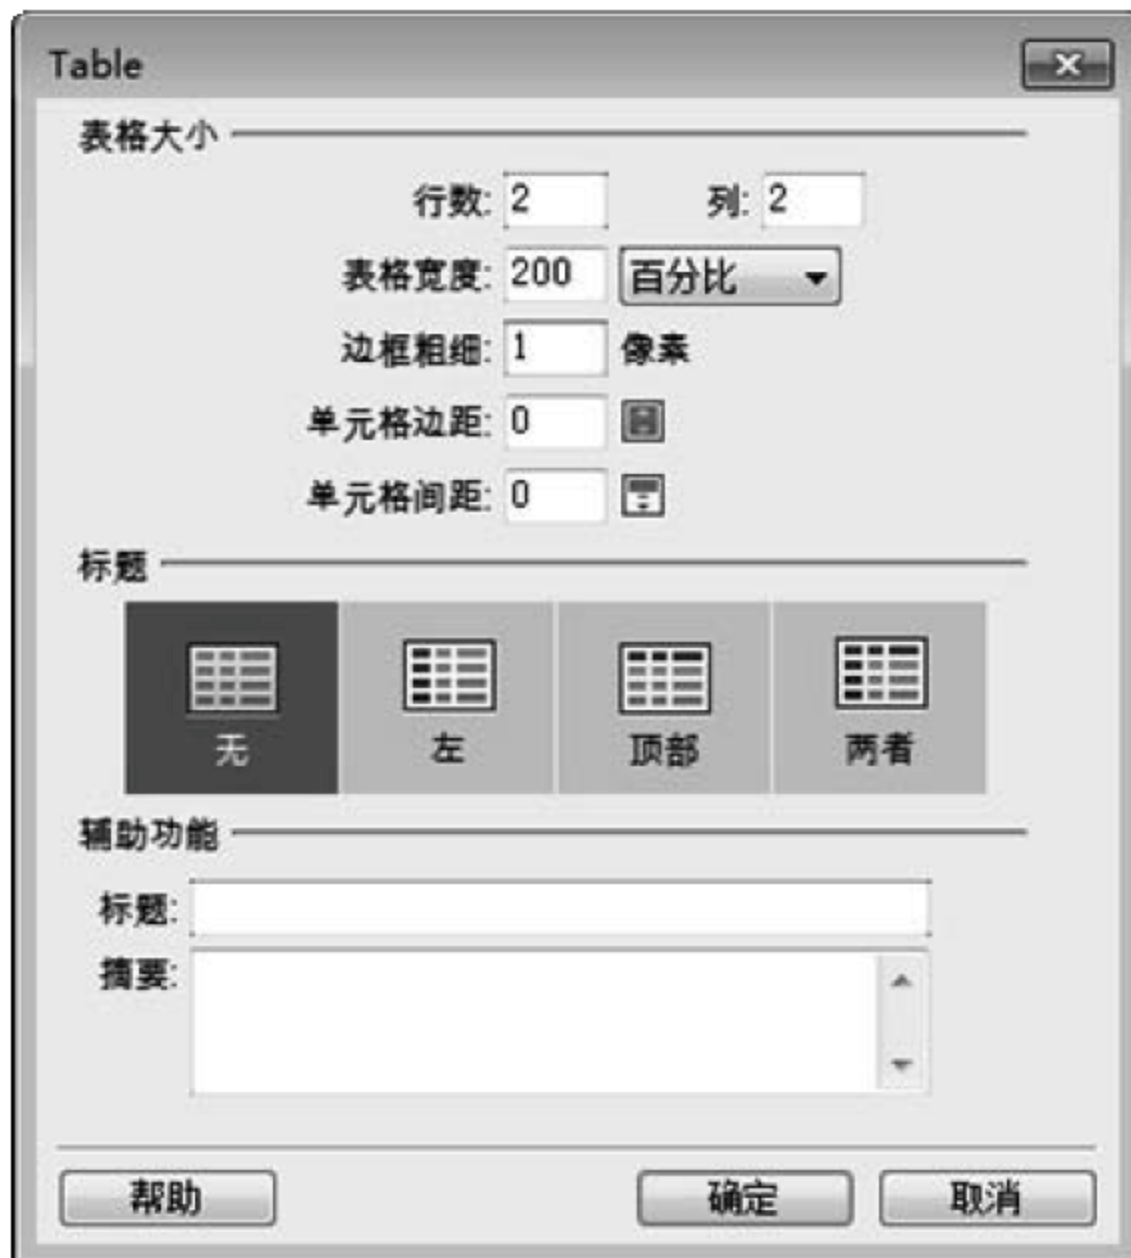 Table
表格大小
行数: 2 列: 2
表格宽度: 200 百分比
边框粗细: 1 像素
单元格边距: 0
单元格间距: 0
标题
无 左 顶部 两者
辅助功能
标题:
摘要:
帮助 确定 取消